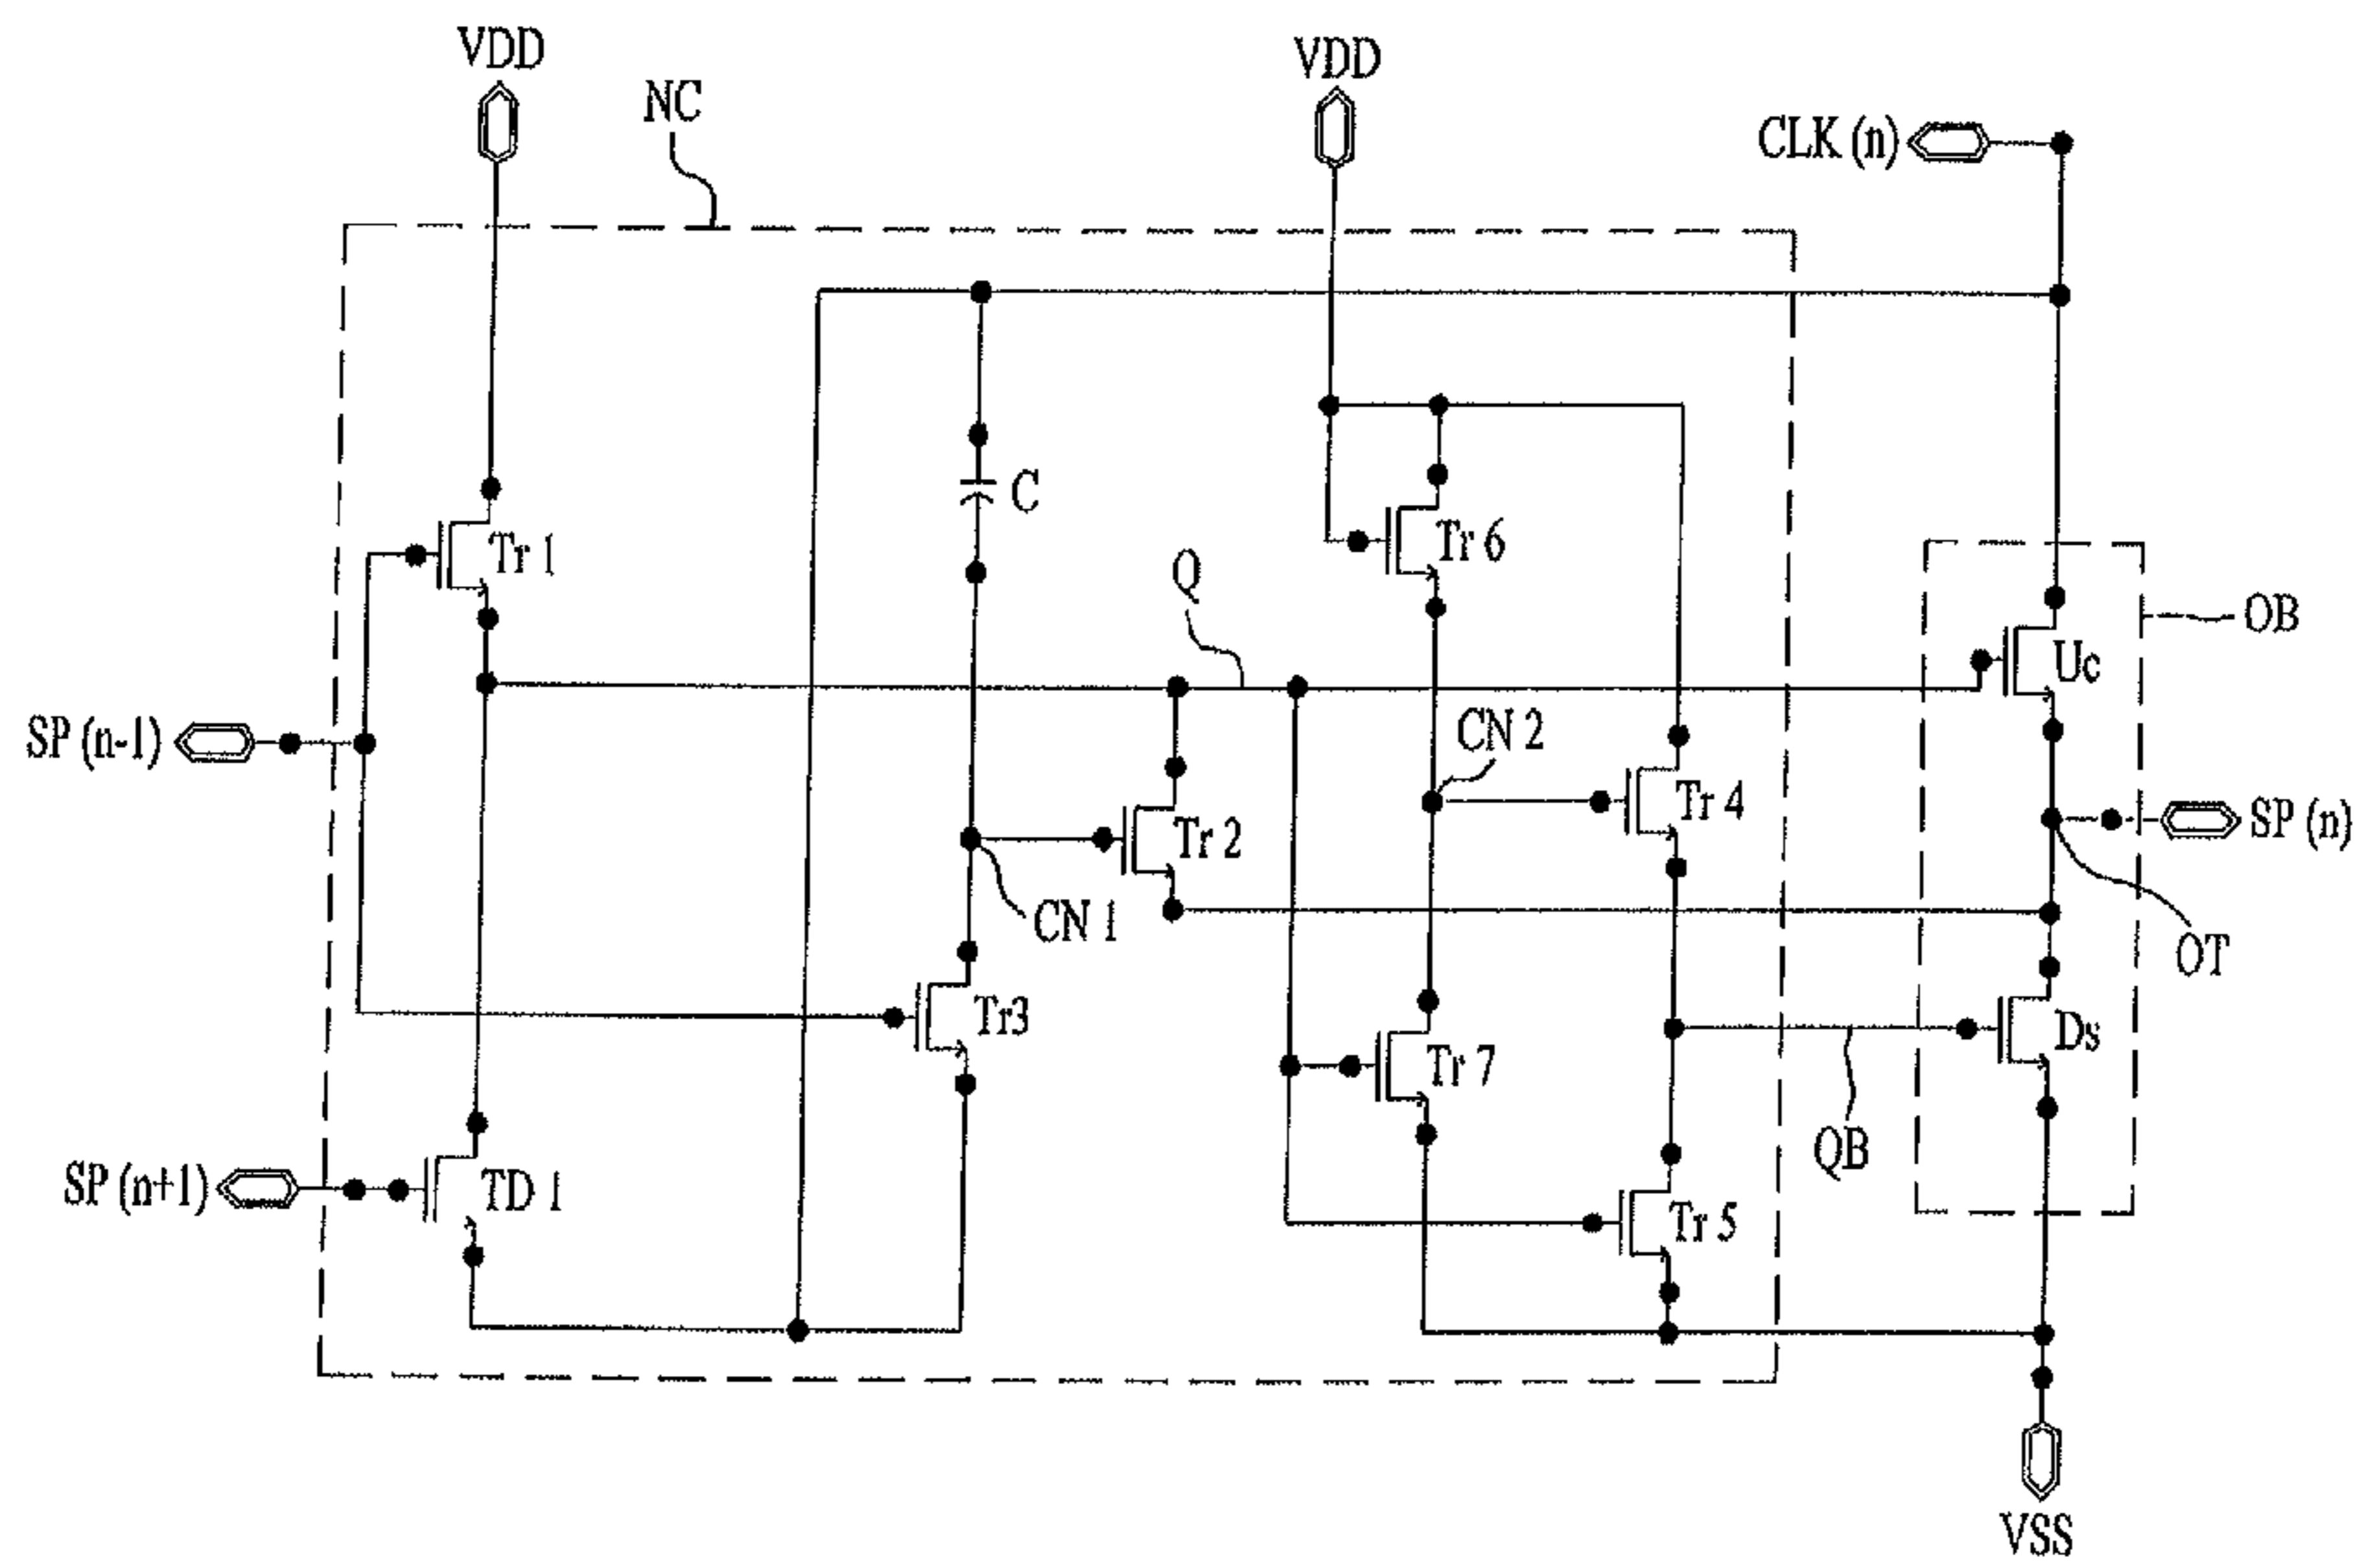 VDD
VDD
NC
CLK (n)
C
Tr 1
Tr 6
Q
OB
Uc
SP (n-1)
CN 2
Tr 4
SP (n)
Tr 2
CN 1
OT
Tr3
Ds
Tr 7
QB
SP (n+1)
TD 1
Tr 5
VSS